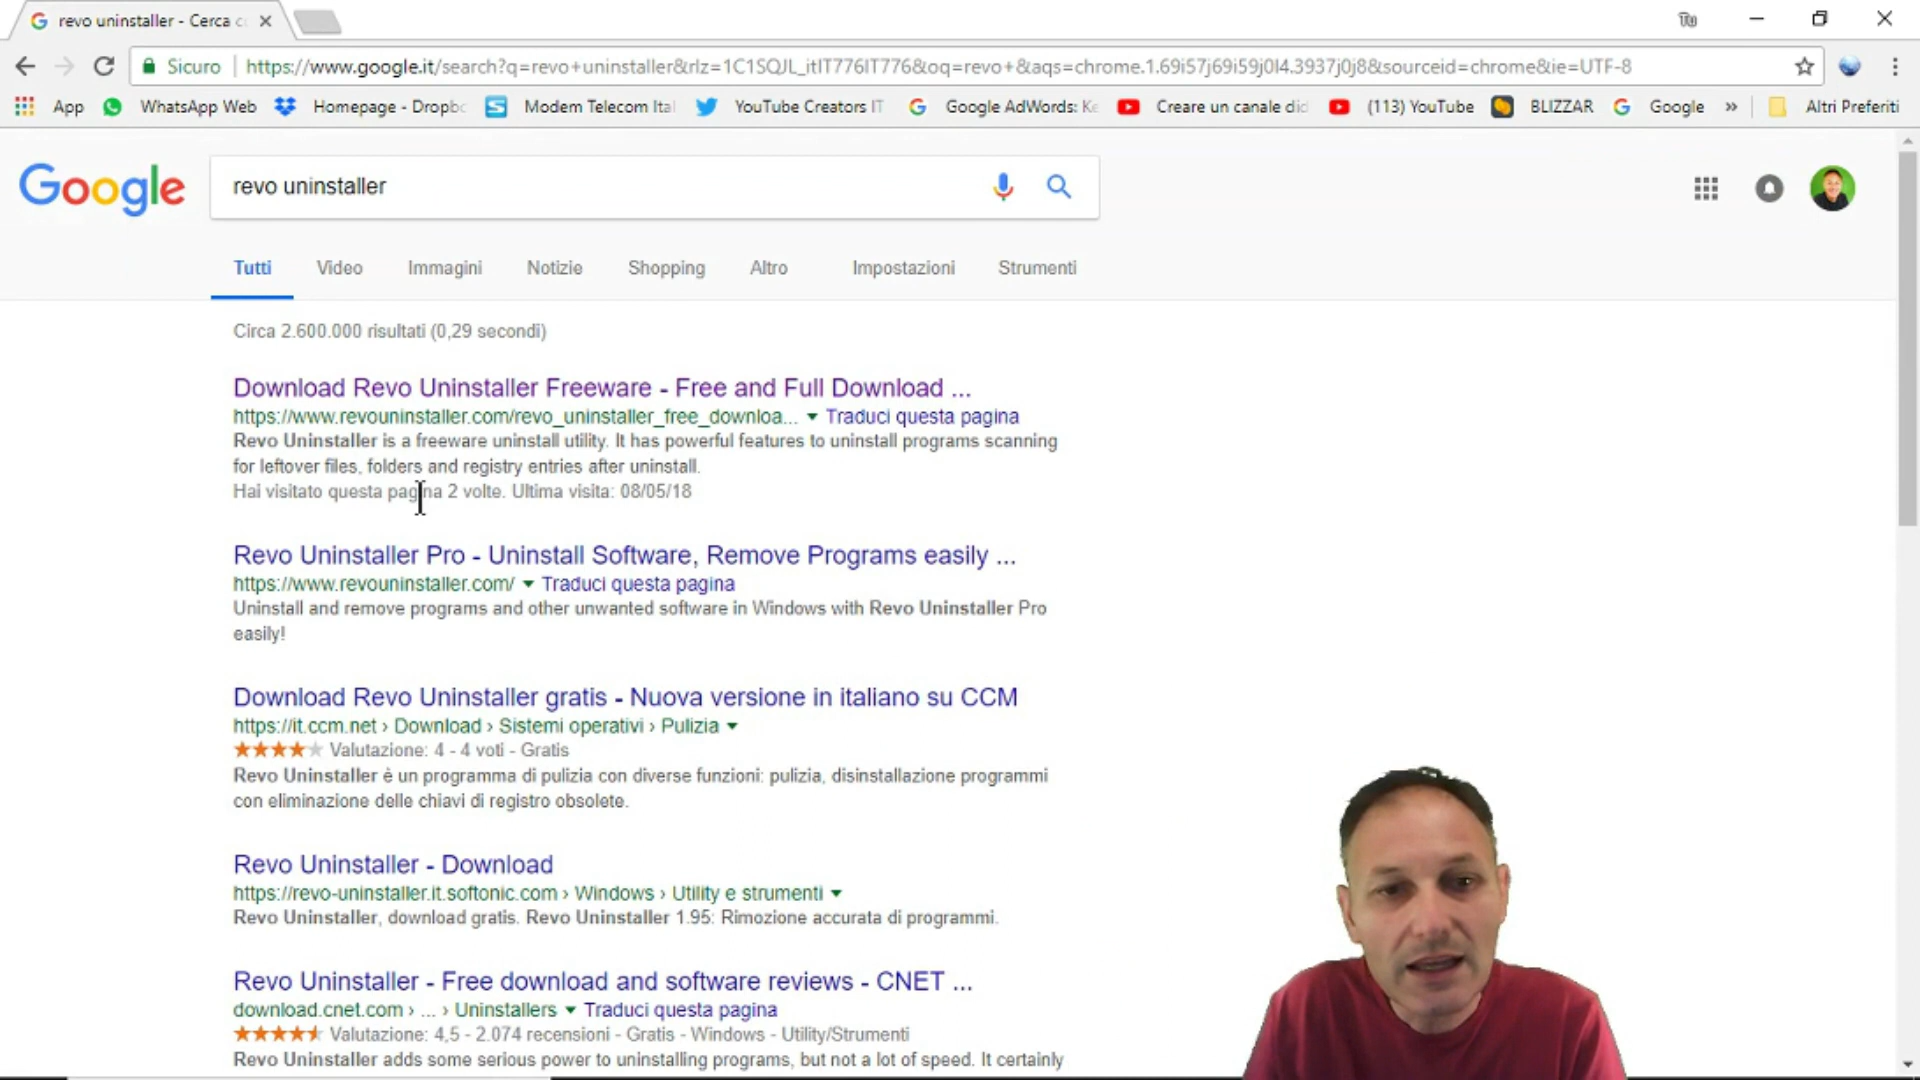 revo uninstaller - Cerca c
Tu
Sicuro
https://www.google.it/search?q=revo+uninstaller&rlz=1C1SQJL_itIT776IT776&oq=revo+&aqs=chrome.1.69i57j69i59j0l4.3937j0j8&sourceid=chrome&ie=UTF-8
App WhatsApp Web Homepage - Dropbo Modem Telecom Ital YouTube Creators IT Google AdWords: Ke Creare un canale did (113) YouTube BLIZZAR Google » Altri Preferiti
Google
revo uninstaller
Tutti Video Immagini Notizie Shopping Altro Impostazioni Strumenti
Circa 2.600.000 risultati (0,29 secondi)
Download Revo Uninstaller Freeware - Free and Full Download ...
https://www.revouninstaller.com/revo_uninstaller_free_downloa... Traduci questa pagina
Revo Uninstaller is a freeware uninstall utility. It has powerful features to uninstall programs scanning
for leftover files, folders and registry entries after uninstall.
Hai visitato questa pagina 2 volte. Ultima visita: 08/05/18
Revo Uninstaller Pro - Uninstall Software, Remove Programs easily ...
https://www.revouninstaller.com/ Traduci questa pagina
Uninstall and remove programs and other unwanted software in Windows with Revo Uninstaller Pro
easily!
Download Revo Uninstaller gratis - Nuova versione in italiano su CCM
https://it.ccm.net › Download › Sistemi operativi › Pulizia
Valutazione: 4 - 4 voti - Gratis
Revo Uninstaller è un programma di pulizia con diverse funzioni: pulizia, disinstallazione programmi
con eliminazione delle chiavi di registro obsolete.
Revo Uninstaller - Download
https://revo-uninstaller.it.softonic.com › Windows › Utility e strumenti
Revo Uninstaller, download gratis. Revo Uninstaller 1.95: Rimozione accurata di programmi.
Revo Uninstaller - Free download and software reviews - CNET ...
download.cnet.com › ... › Uninstallers Traduci questa pagina
Valutazione: 4,5 - 2.074 recensioni - Gratis - Windows - Utility/Strumenti
Revo Uninstaller adds some serious power to uninstalling programs, but not a lot of speed. It certainly